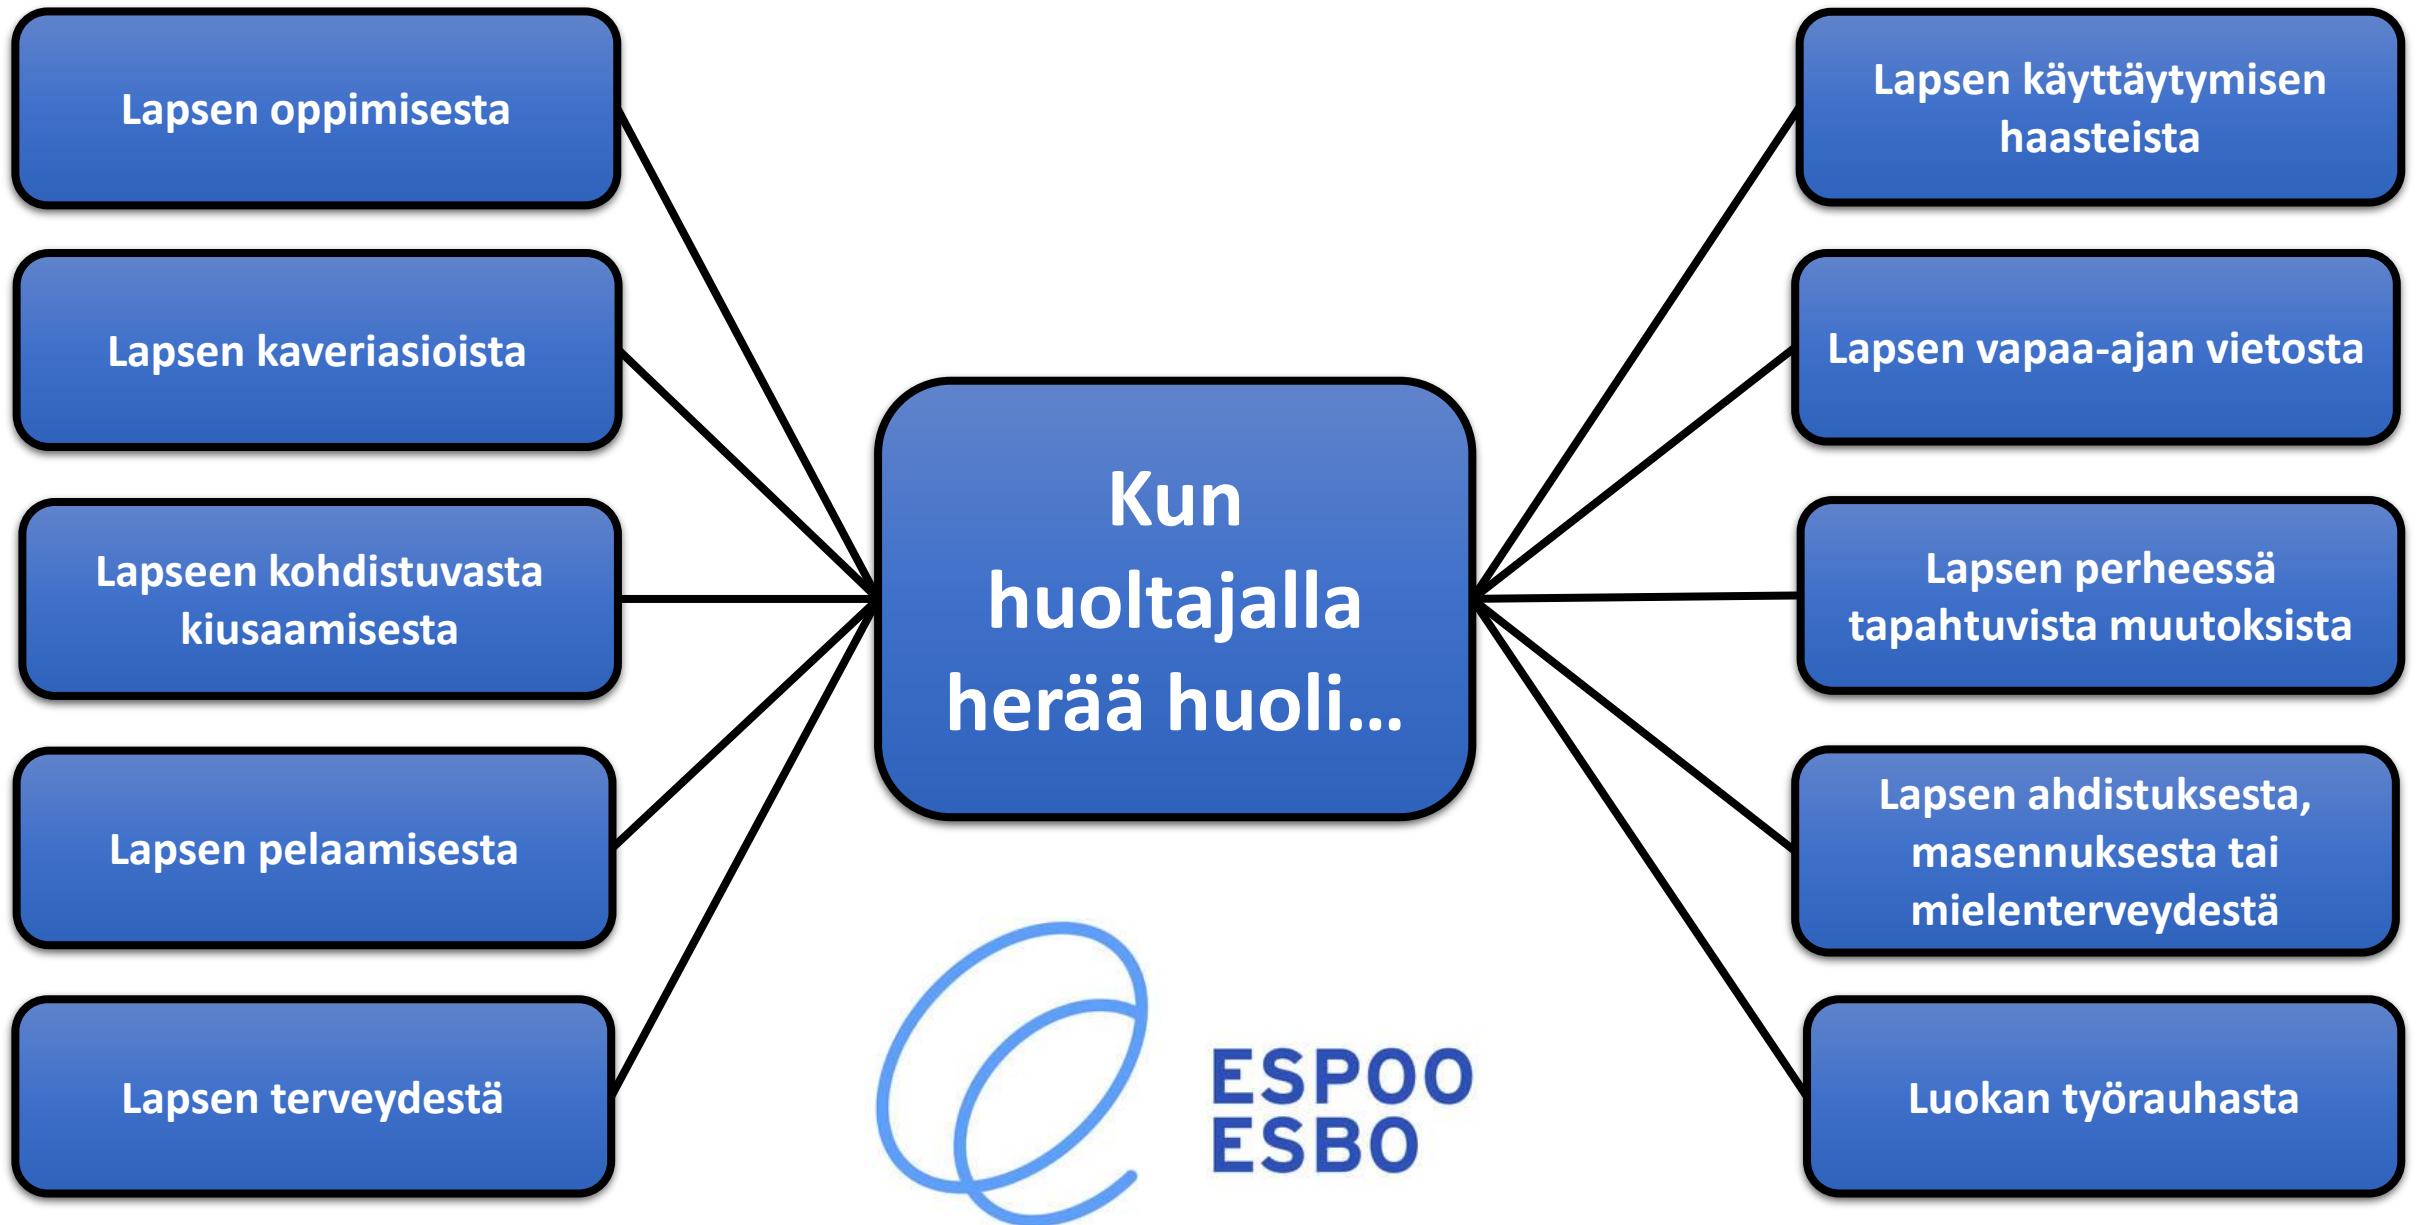 Lapsen oppimisesta
Lapsen kaveriasioista
Lapseen kohdistuvasta
kiusaamisesta
Lapsen pelaamisesta
Lapsen terveydestä
Kun
huoltajalla
herää huoli...
ESPOO
ESBO
Lapsen käyttäytymisen
haasteista
Lapsen vapaa-ajan vietosta
Lapsen perheessä
tapahtuvista muutoksista
Lapsen ahdistuksesta,
masennuksesta tai
mielenterveydestä
Luokan työrauhasta